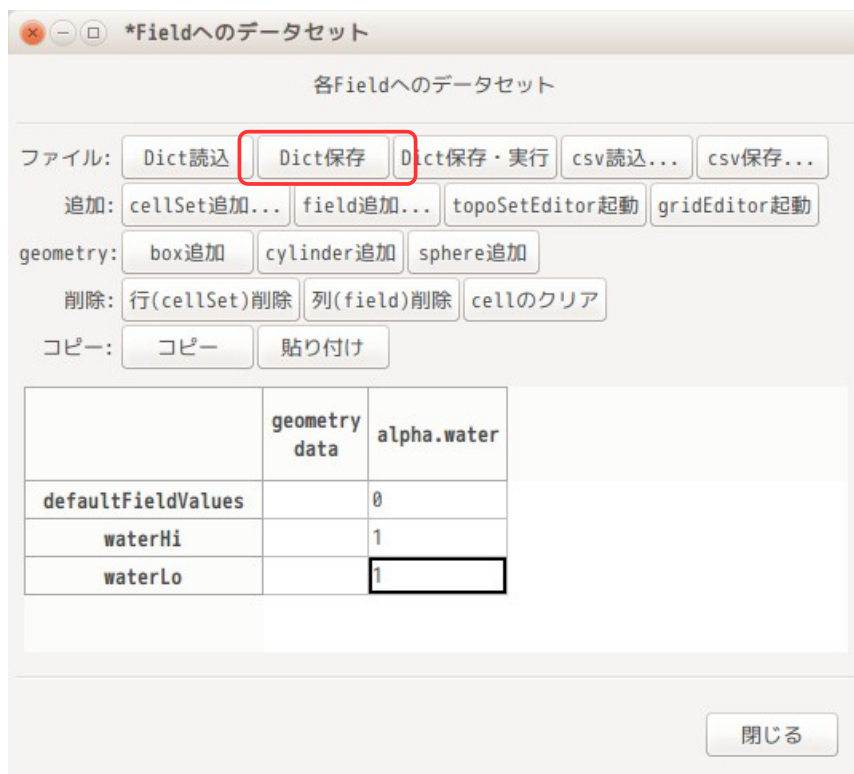 *Fieldへのデータセット
各Fieldへのデータセット
ファイル: Dict読込 Dict保存 Dict保存・実行 csv読込... csv保存...
追加: cellSet追加... field追加... topoSetEditor起動 gridEditor起動
geometry: box追加 cylinder追加 sphere追加
削除: 行(cellSet)削除 列(field)削除 cellのクリア
コピー: コピー 貼り付け
geometry
data alpha.water
defaultFieldValues 0
waterHi 1
waterLo 1
閉じる